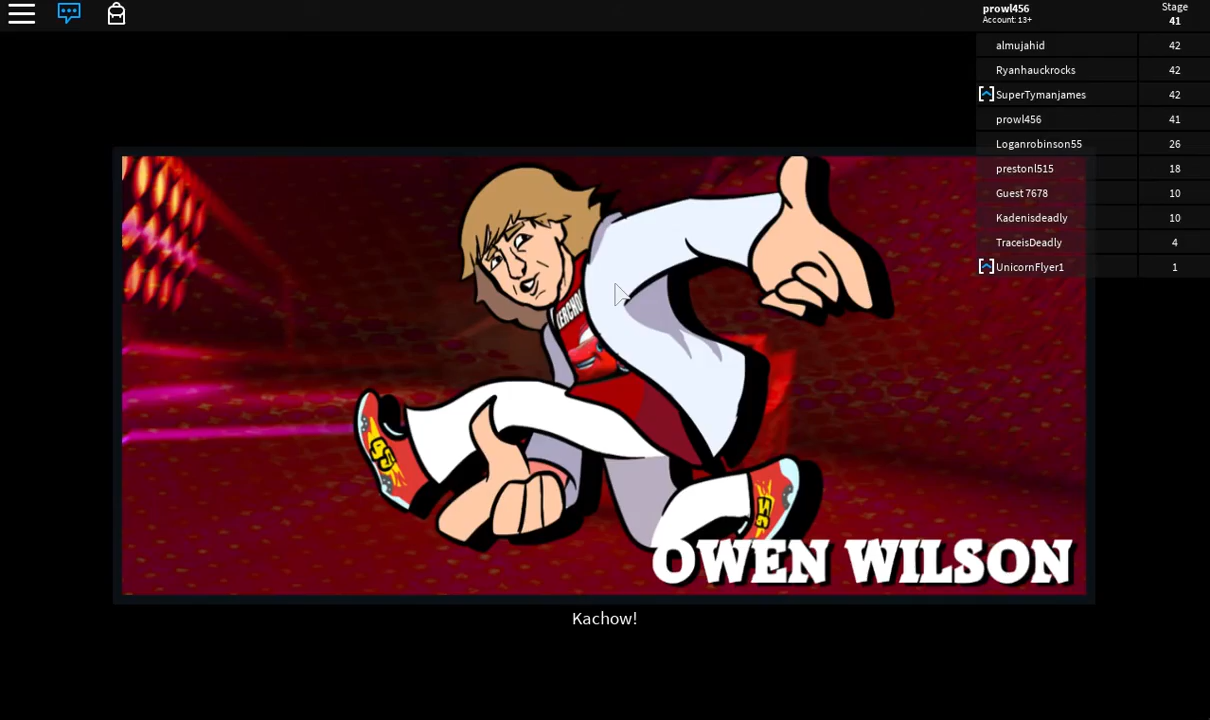 prowl456
Account: 13+
Stage
41
almujahid 42
Ryanhauckrocks 42
SuperTymanjames 42
prowl456 41
Loganrobinson55 26
prestonl515 18
Guest 7678 10
Kadenisdeadly 10
TraceisDeadly 4
UnicornFlyer1 1
95
OWEN WILSON
Kachow!